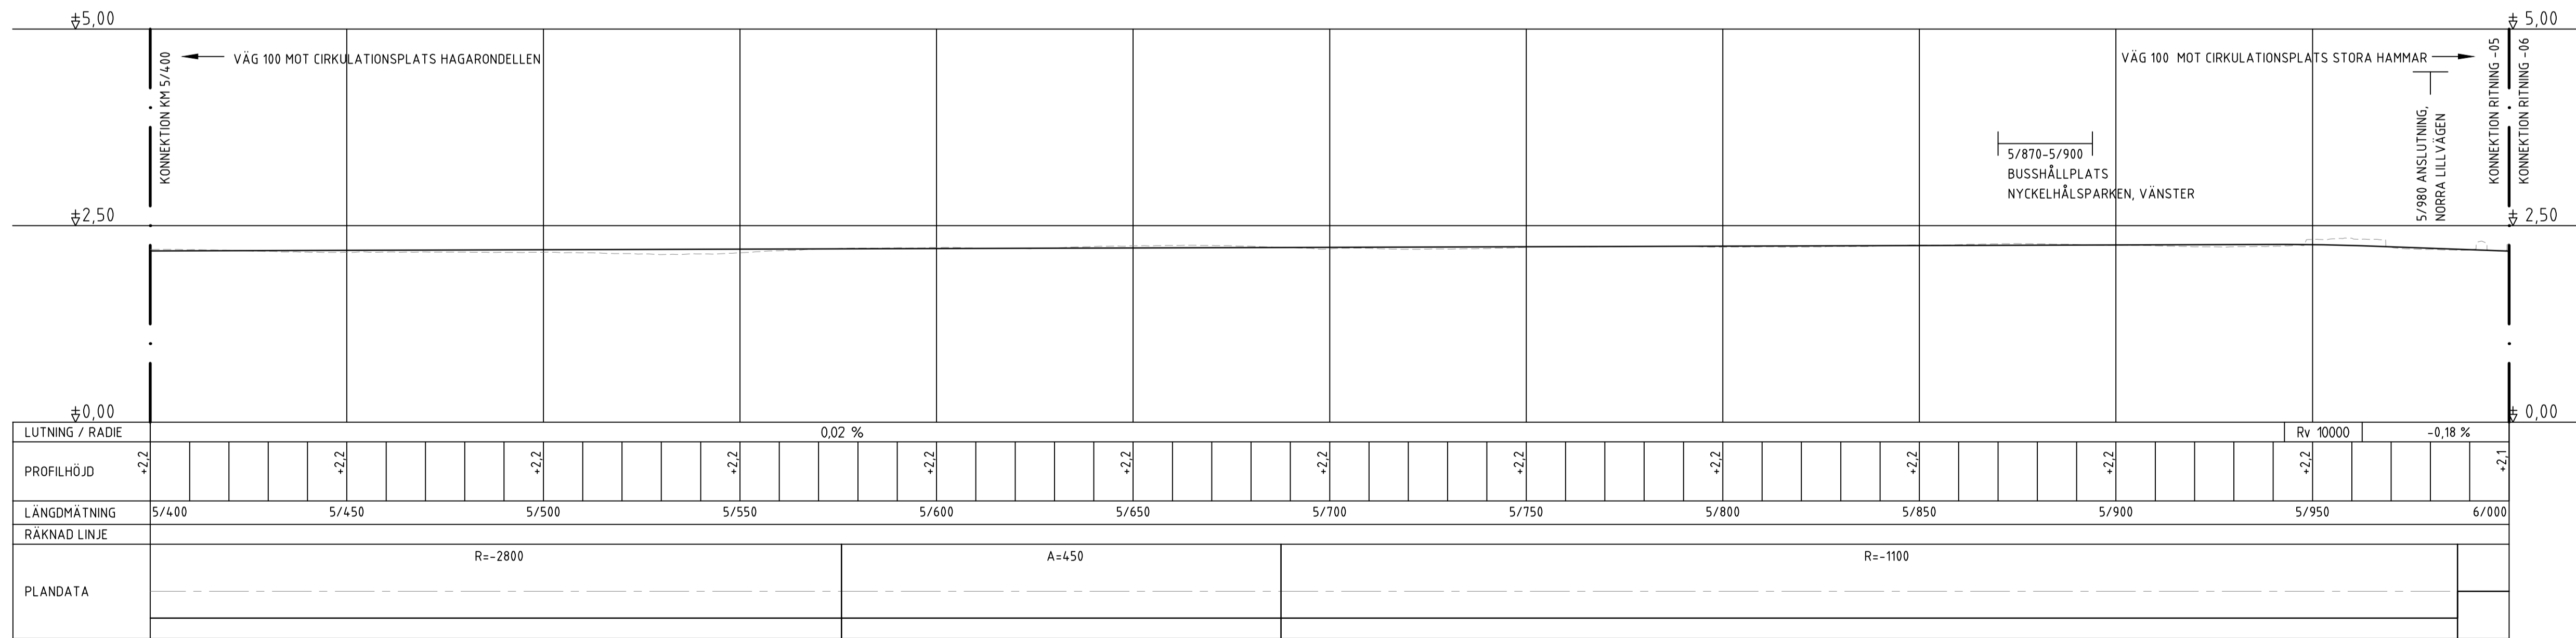 ±5,00
± 5,00
KONNEKTION KM 5/400
VÄG 100 MOT CIRKULATIONSPLATS HAGARONDELLEN
VÄG 100 MOT CIRKULATIONSPLATS STORA HAMMAR
5/980 ANSLUTNING,
NORRA LILLVÄGEN
KONNEKTION RITNING -05
KONNEKTION RITNING -06
5/870-5/900
BUSSHÅLLPLATS
NYCKELHÅLSPARKEN, VÄNSTER
±2,50
± 2,50
±0,00
± 0,00
LUTNING / RADIE 0,02 % Rv 10000 -0,18 %
PROFILHÖJD +2,2 +2,2 +2,2 +2,2 +2,2 +2,2 +2,2 +2,2 +2,2 +2,2 +2,2 +2,2 +2,1
LÄNGDMÄTNING 5/400 5/450 5/500 5/550 5/600 5/650 5/700 5/750 5/800 5/850 5/900 5/950 6/000
RÄKNAD LINJE
R=-2800 A=450 R=-1100
PLANDATA